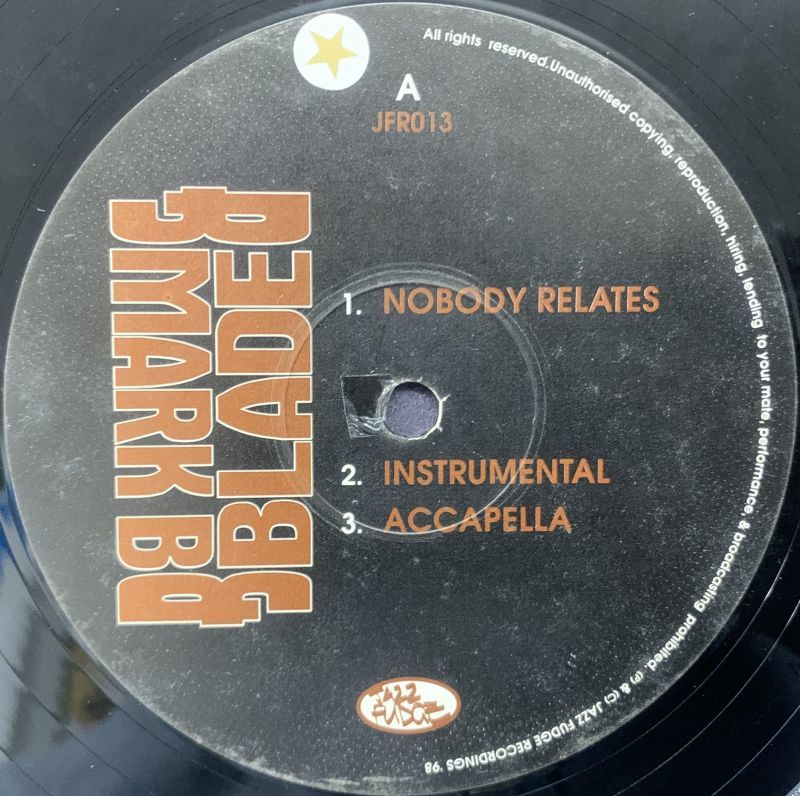 A
JFR013
BLADE
MARK B
1. NOBODY RELATES
2. INSTRUMENTAL
3. ACCAPELLA
JAZZ
FUDGE
All rights reserved.Unauthorised copying, reproduction, hiring, lending to your mate, performance, & broadcasting prohibited. (P) & (C) JAZZ FUDGE RECORDINGS '98